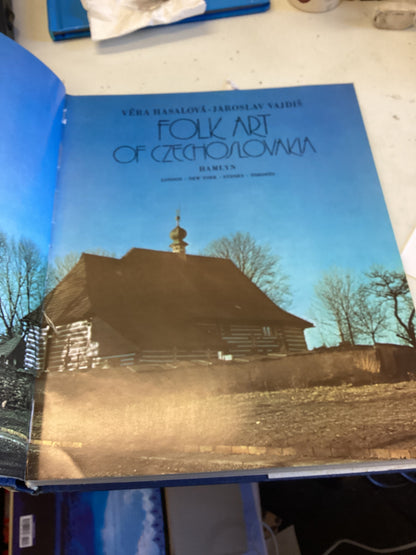 VĚRA HASALOVÁ · JAROSLAV VAJDIŠ
FOLK ART
OF CZECHOSLOVAKIA
HAMLYN
LONDON · NEW YORK · SYDNEY · TORONTO